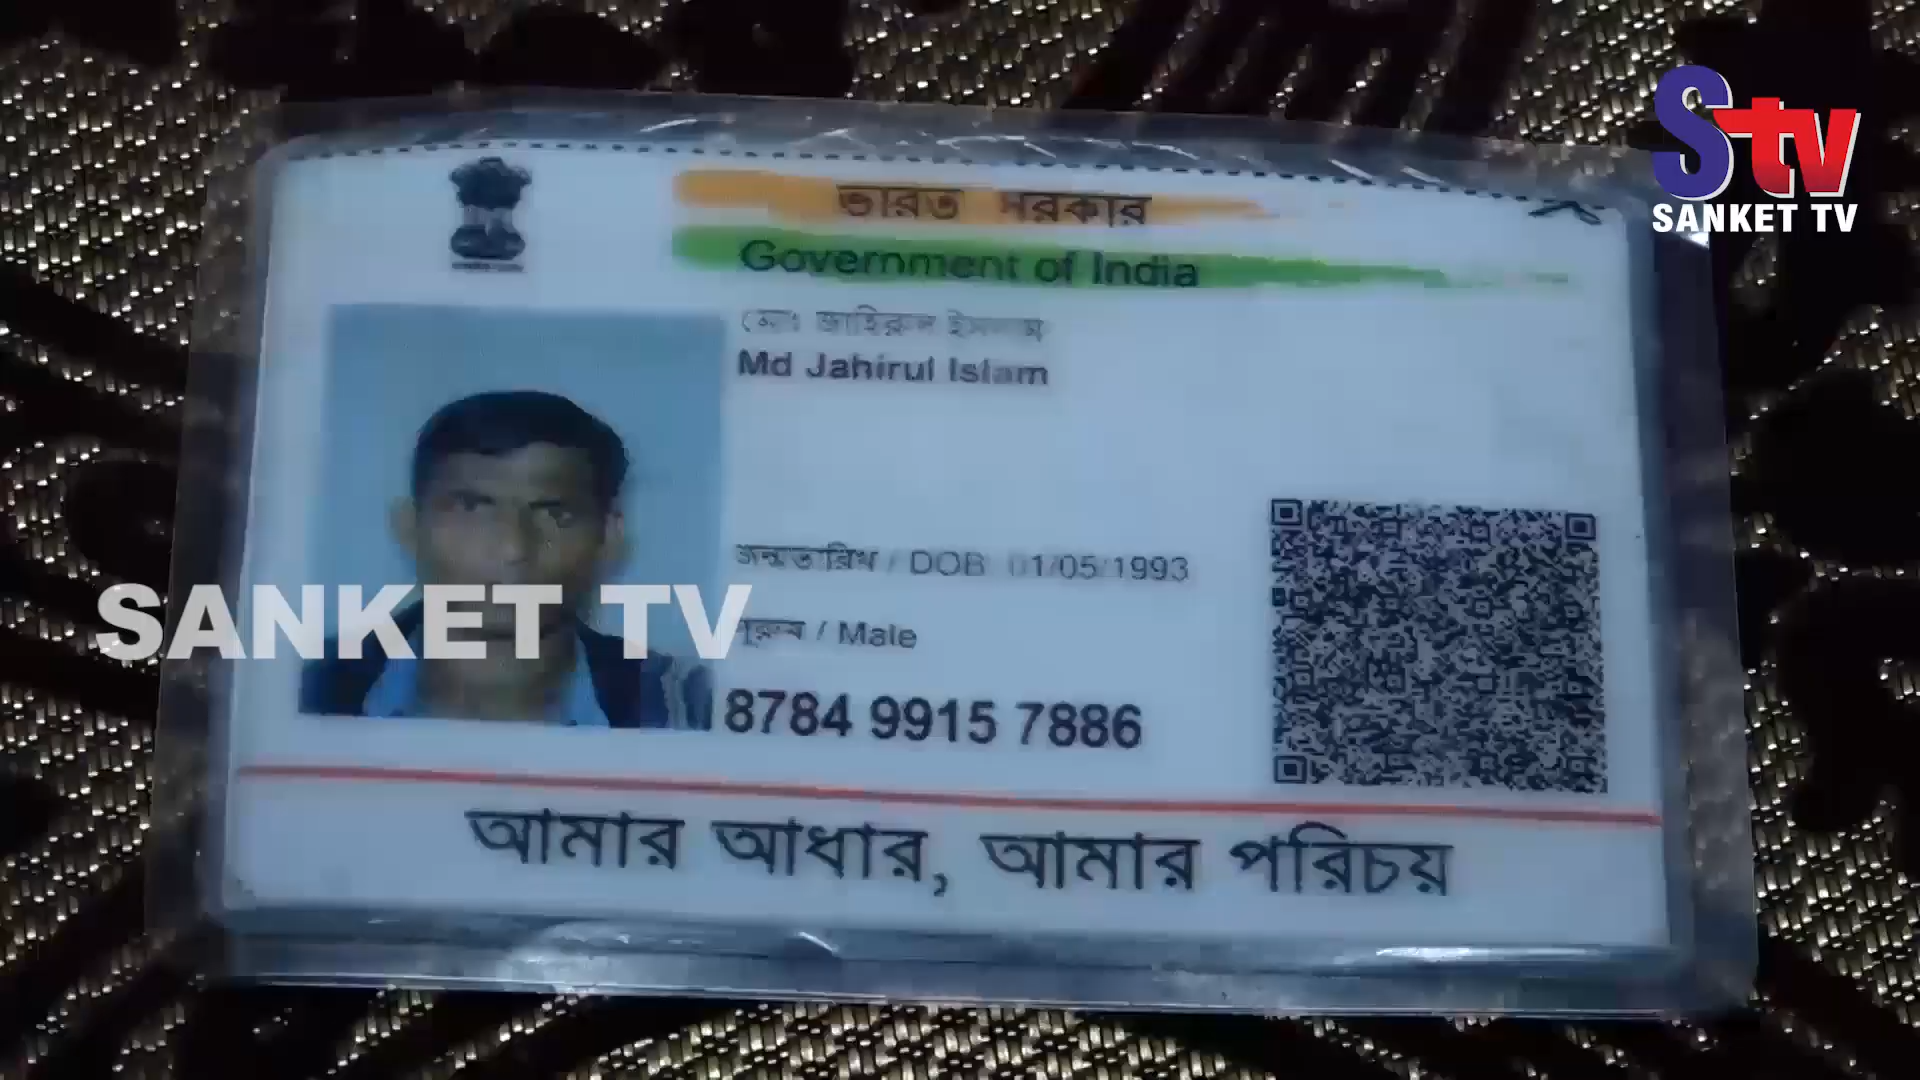 Stv
SANKET TV
ভারত সরকার
Government of India
মোঃ জাহিরুল ইসলাম
Md Jahirul Islam
জন্মতারিখ / DOB: 01/05/1993
পুরুষ / Male
SANKET TV
8784 9915 7886
আমার আধার, আমার পরিচয়